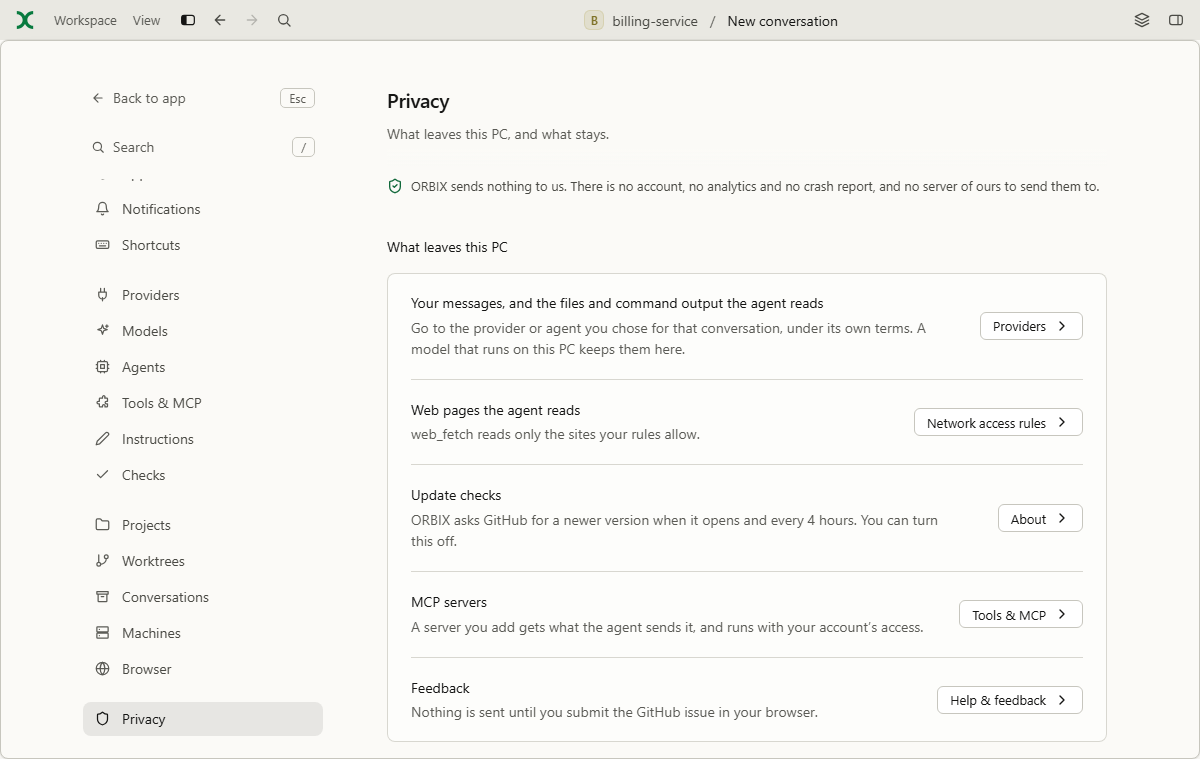 Workspace View
B billing-service / New conversation
Back to app Esc
Search /
Notifications
Shortcuts
Providers
Models
Agents
Tools & MCP
Instructions
Checks
Projects
Worktrees
Conversations
Machines
Browser
Privacy
Privacy
What leaves this PC, and what stays.
ORBIX sends nothing to us. There is no account, no analytics and no crash report, and no server of ours to send them to.
What leaves this PC
Your messages, and the files and command output the agent reads
Go to the provider or agent you chose for that conversation, under its own terms. A
model that runs on this PC keeps them here.
Providers
Web pages the agent reads
web_fetch reads only the sites your rules allow.
Network access rules
Update checks
ORBIX asks GitHub for a newer version when it opens and every 4 hours. You can turn
this off.
About
MCP servers
A server you add gets what the agent sends it, and runs with your account’s access.
Tools & MCP
Feedback
Nothing is sent until you submit the GitHub issue in your browser.
Help & feedback